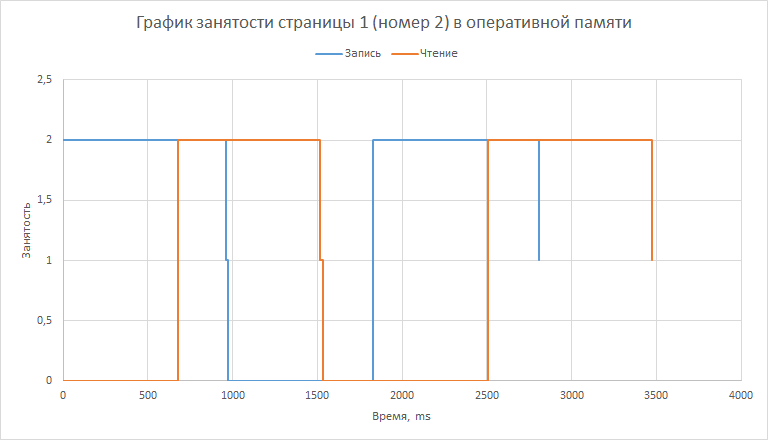 График занятости страницы 1 (номер 2) в оперативной памяти
Запись Чтение
2,5
2
1,5
1
0,5
0
Занятость
0 500 1000 1500 2000 2500 3000 3500 4000
Время, ms